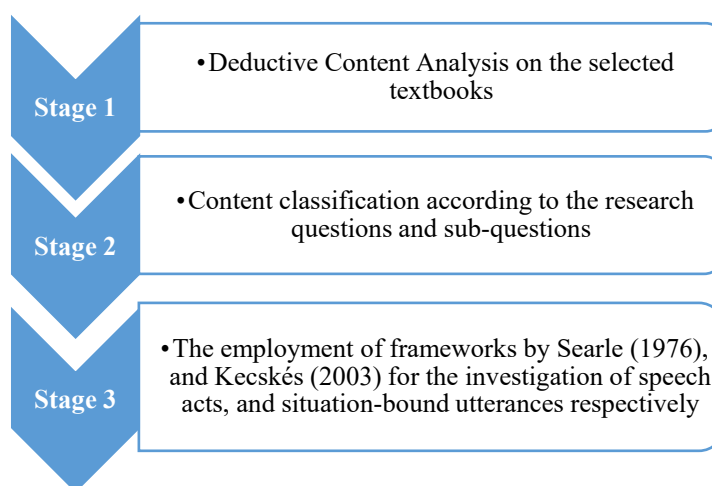 Stage 1
•Deductive Content Analysis on the selected
textbooks
Stage 2
•Content classification according to the research
questions and sub-questions
Stage 3
•The employment of frameworks by Searle (1976),
and Kecskés (2003) for the investigation of speech
acts, and situation-bound utterances respectively